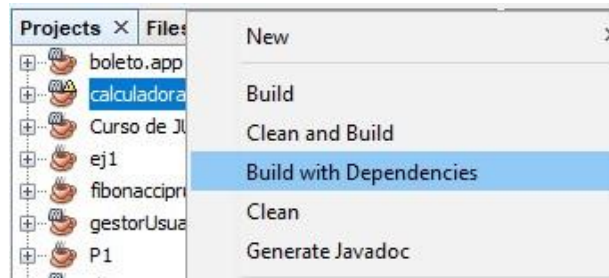 Projects × Files
boleto.app
calculadora
Curso de JU
ej1
fibonaccipru
gestorUsua
P1
New
Build
Clean and Build
Build with Dependencies
Clean
Generate Javadoc